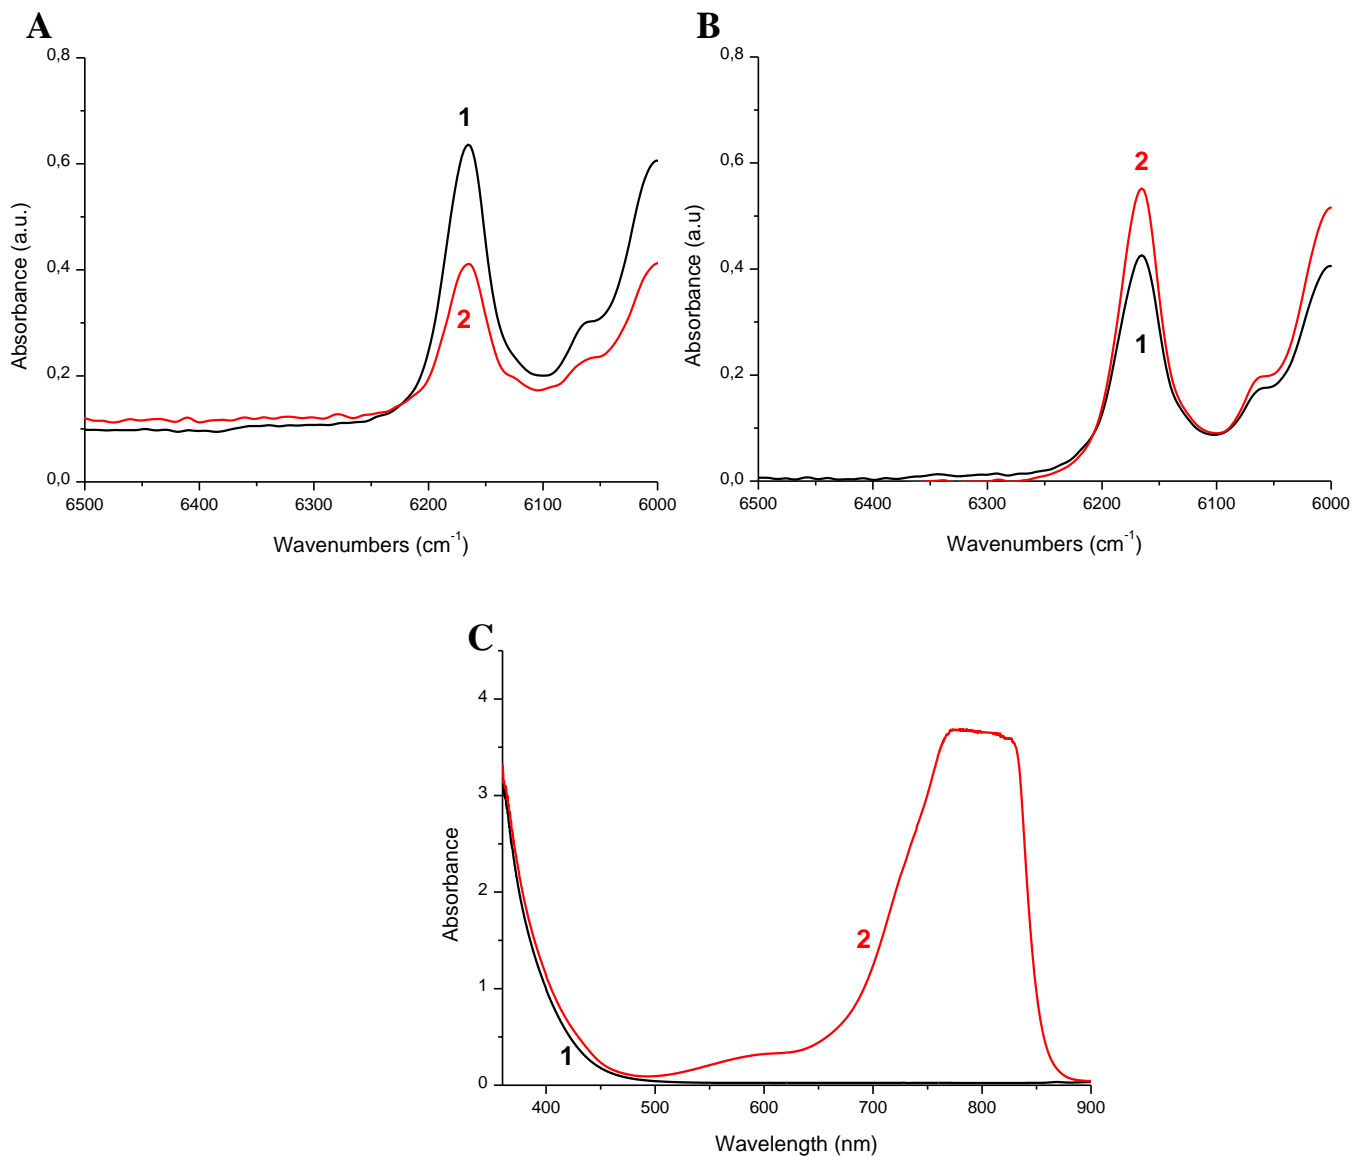 A
0,8
0,6
0,4
0,2
0,0
Absorbance (a.u.)
1
2
6500 6400 6300 6200 6100 6000
Wavenumbers (cm⁻¹)
B
0,8
0,6
0,4
0,2
0,0
Absorbance (a.u)
2
1
6500 6400 6300 6200 6100 6000
Wavenumbers (cm⁻¹)
C
4
3
2
1
0
Absorbance
2
1
400 500 600 700 800 900
Wavelength (nm)